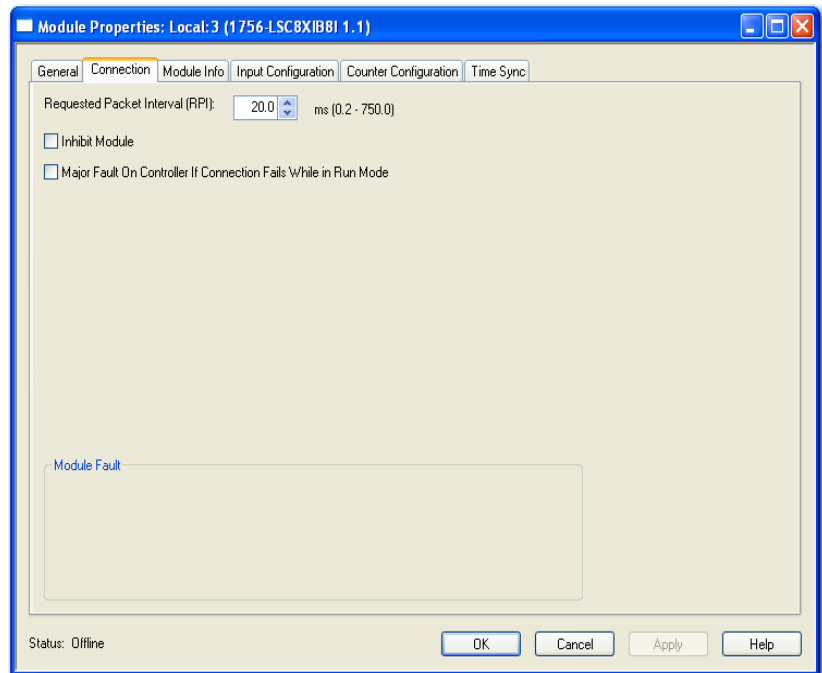 Module Properties: Local:3 (1756-LSC8XIB8I 1.1)
General Connection Module Info Input Configuration Counter Configuration Time Sync
Requested Packet Interval (RPI): 20.0 ms (0.2 - 750.0)
Inhibit Module
Major Fault On Controller If Connection Fails While in Run Mode
Module Fault
Status: Offline OK Cancel Apply Help